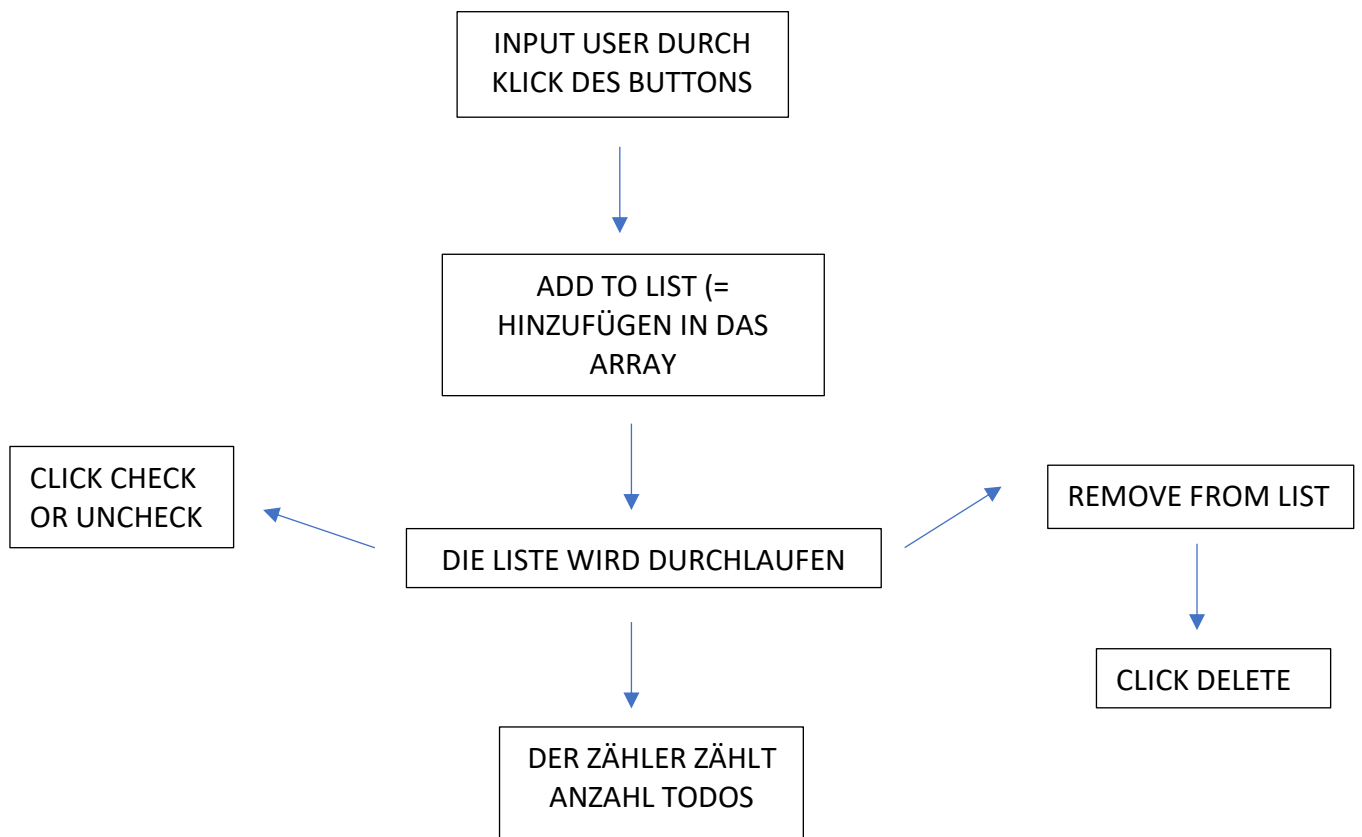 INPUT USER DURCH
KLICK DES BUTTONS
ADD TO LIST (=
HINZUFÜGEN IN DAS
ARRAY
CLICK CHECK
OR UNCHECK
DIE LISTE WIRD DURCHLAUFEN
REMOVE FROM LIST
CLICK DELETE
DER ZÄHLER ZÄHLT
ANZAHL TODOS